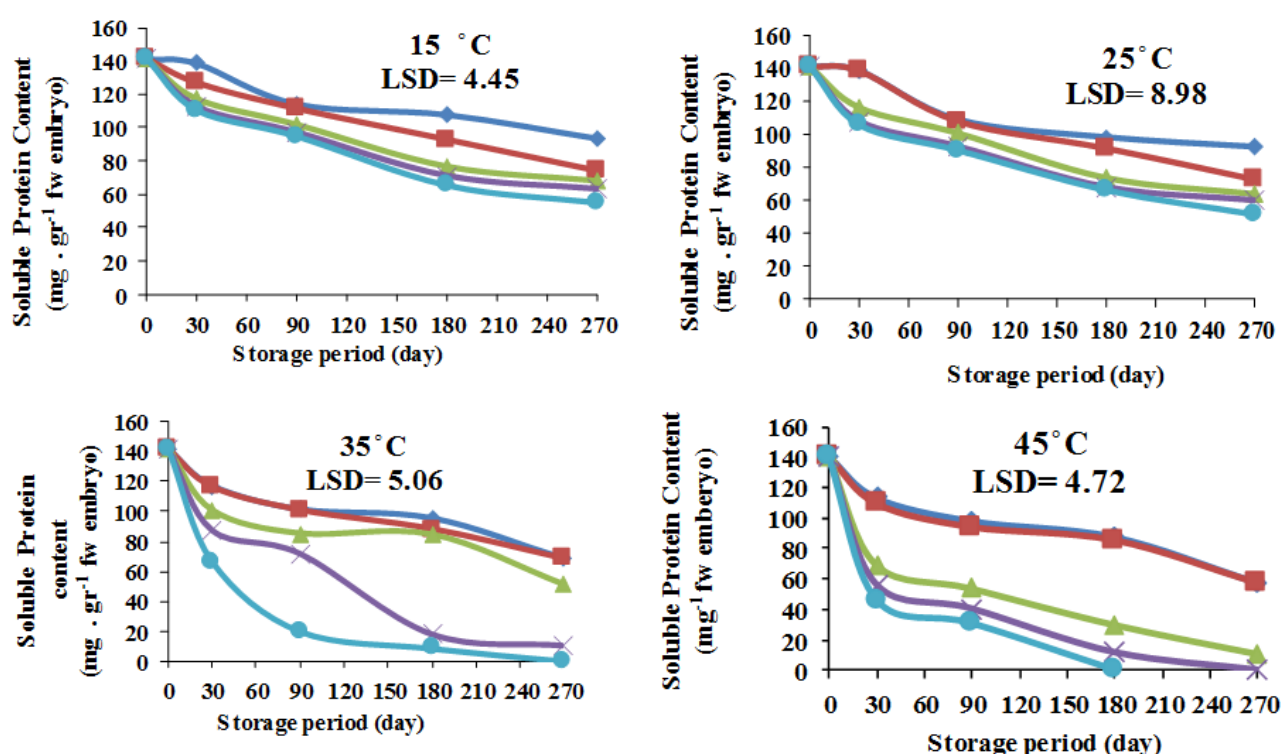 Soluble Protein Content
(mg . gr⁻¹ fw embryo)
160
140
120
100
80
60
40
20
0
15 °C
LSD= 4.45
0 30 90 120 150 180 210 240 270
Storage period (day)
Soluble Protein Content
(mg . gr⁻¹ fw embryo)
160
140
120
100
80
60
40
20
0
25°C
LSD= 8.98
0 30 60 90 120 150 180 210 270
Storage period (day)
Soluble Protein
content
(mg . gr⁻¹ fw embryo)
160
140
120
100
80
60
40
20
0
35°C
LSD= 5.06
0 30 90 120 150 180 210 240 270
Storage period (day)
Soluble Protein Content
(mg⁻¹ fw emberyo)
160
140
120
100
80
60
40
20
0
45°C
LSD= 4.72
0 30 60 90 120 150 180 210 270
Storage period (day)